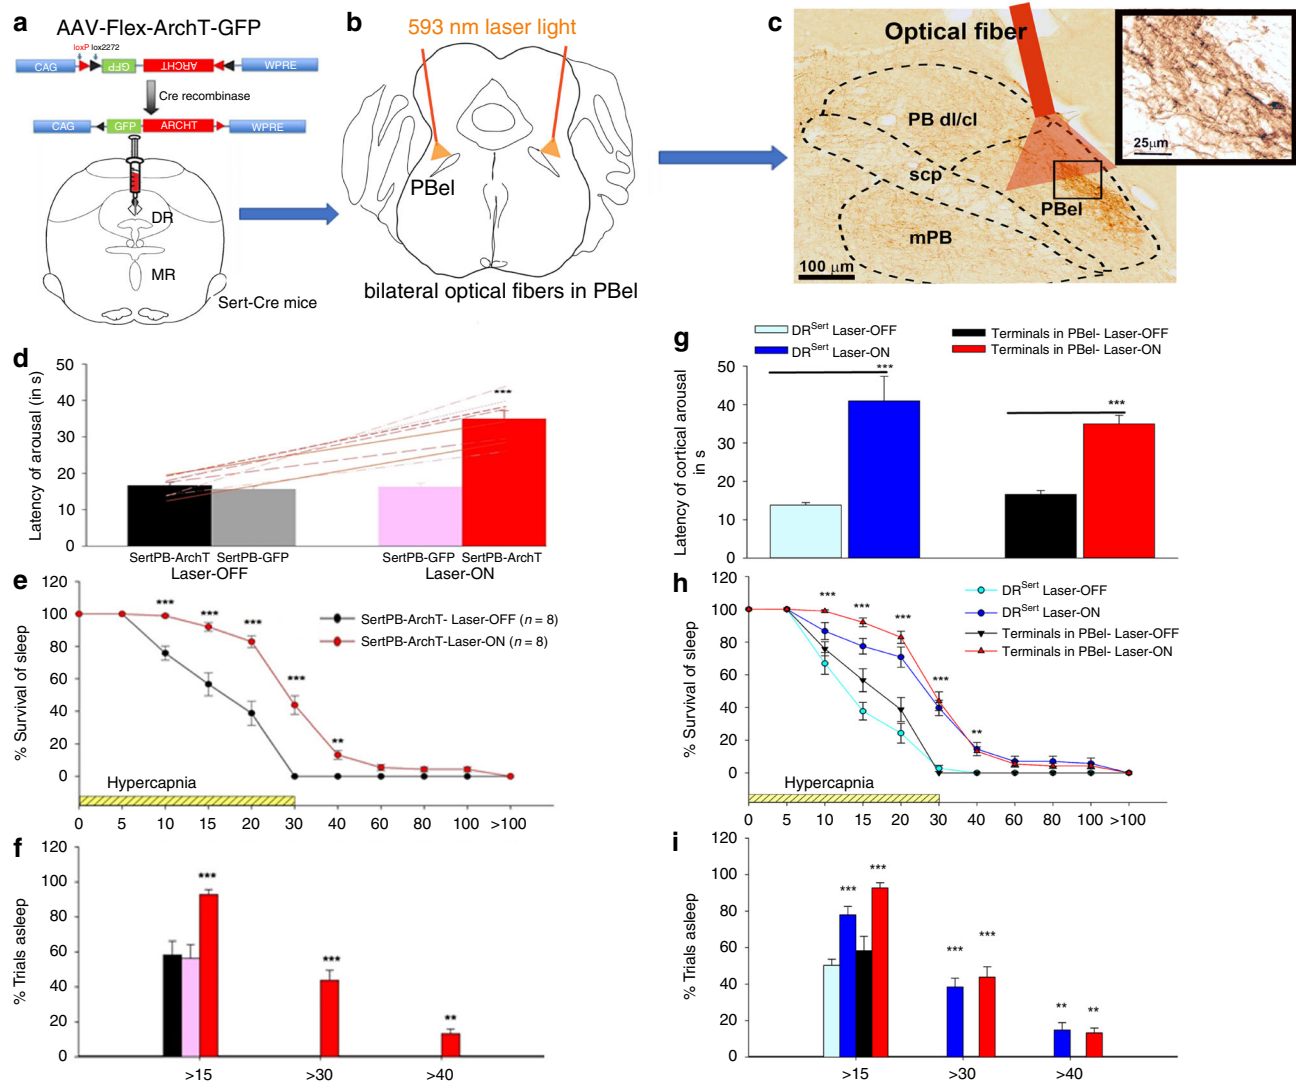 a
AAV-Flex-ArchT-GFP
loxP lox2272
CAG GFP ARCHT WPRE
Cre recombinase
CAG GFP ARCHT WPRE
DR
MR
Sert-Cre mice
b
593 nm laser light
PBel
bilateral optical fibers in PBel
c
Optical fiber
PB dl/cl
scp
PBel
mPB
100 µm
25µm
d
Latency of arousal (in s)
50
40
30
20
10
0
***
SertPB-ArchT SertPB-GFP SertPB-GFP SertPB-ArchT
Laser-OFF Laser-ON
e
% Survival of sleep
120
100
80
60
40
20
0
*** *** *** *** **
SertPB-ArchT- Laser-OFF (n = 8)
SertPB-ArchT-Laser-ON (n = 8)
Hypercapnia
0 5 10 15 20 30 40 60 80 100 >100
f
% Trials asleep
120
100
80
60
40
20
0
*** *** **
>15 >30 >40
g
DRSert Laser-OFF
DRSert Laser-ON
Terminals in PBel- Laser-OFF
Terminals in PBel- Laser-ON
Latency of cortical arousal
in s
50
40
30
20
10
0
*** ***
h
% Survival of sleep
120
100
80
60
40
20
0
*** *** *** *** **
DRSert Laser-OFF
DRSert Laser-ON
Terminals in PBel- Laser-OFF
Terminals in PBel- Laser-ON
Hypercapnia
0 5 10 15 20 30 40 60 80 100 >100
i
% Trials asleep
120
100
80
60
40
20
0
*** *** *** *** ** **
>15 >30 >40